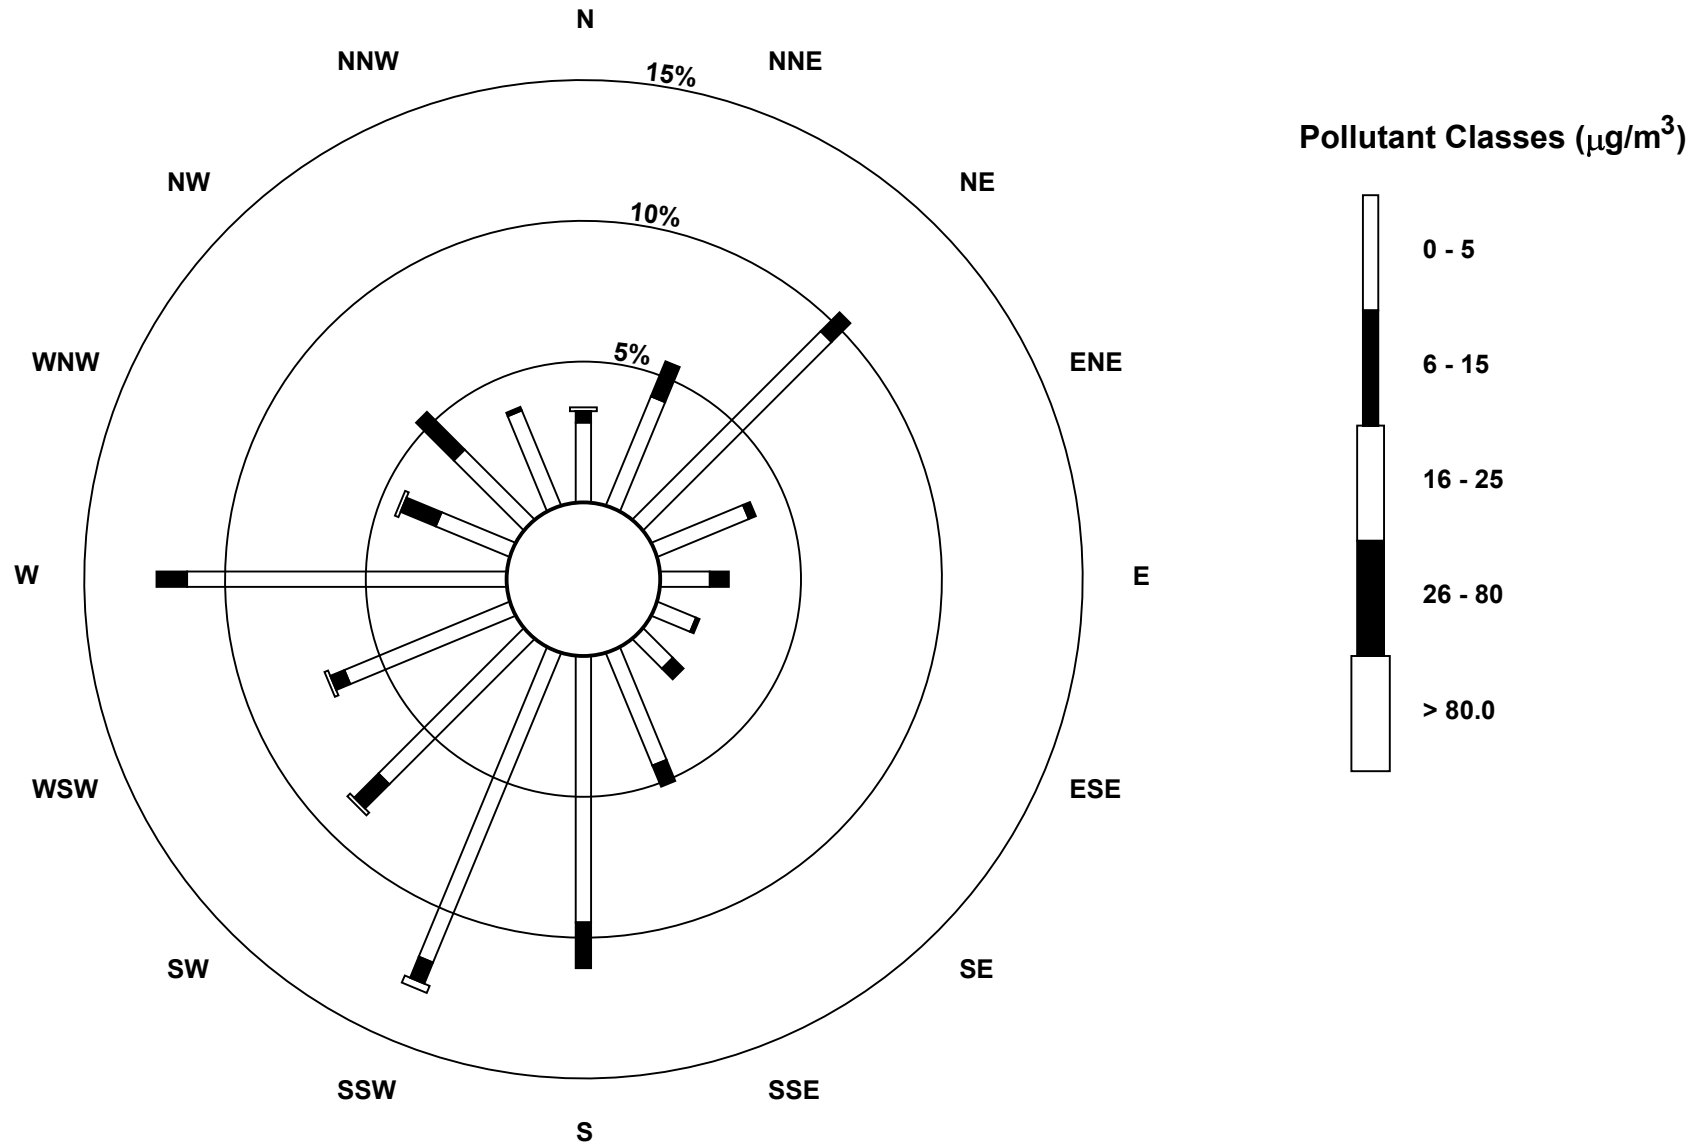 N
NNW
NNE
15%
Pollutant Classes (μg/m³)
NW
NE
10%
0 - 5
5%
WNW
ENE
6 - 15
16 - 25
W
E
26 - 80
> 80.0
WSW
ESE
SW
SE
SSW
SSE
S